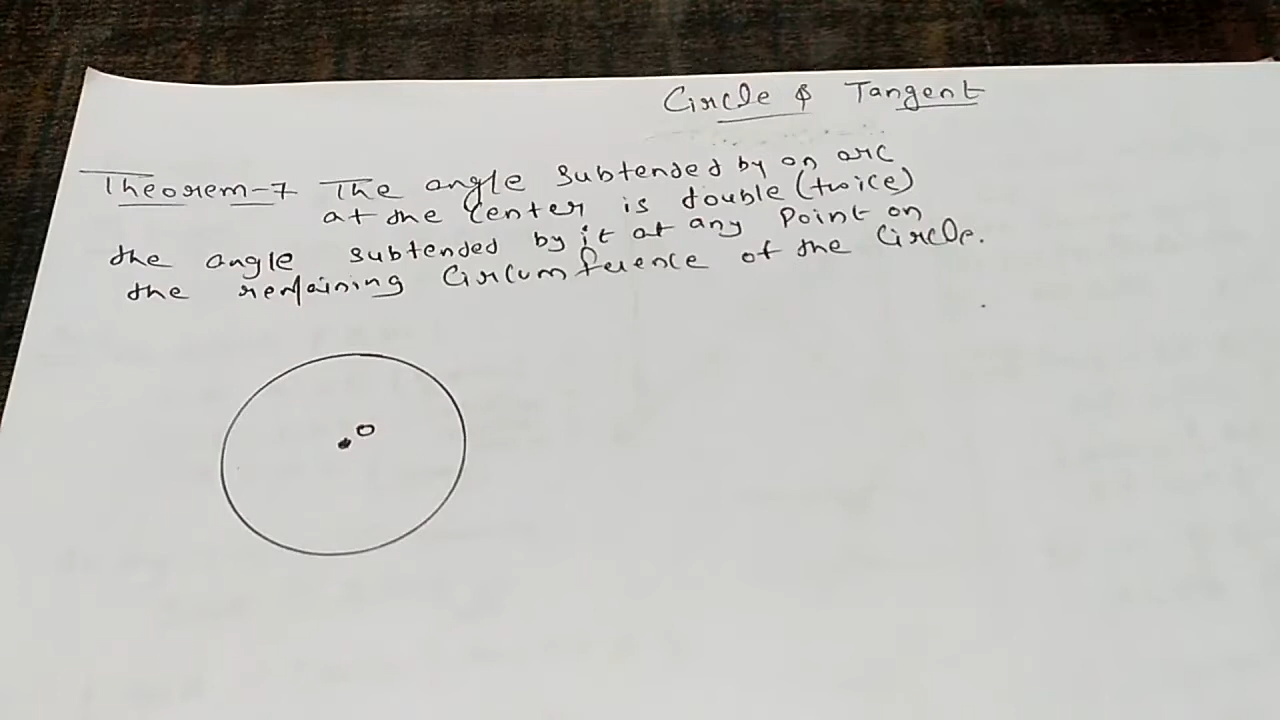 Circle & Tangent
Theorem-7 The angle subtended by an arc
at the center is double (twice)
the angle subtended by it at any point on
the remaining Circumference of the Circle.
O